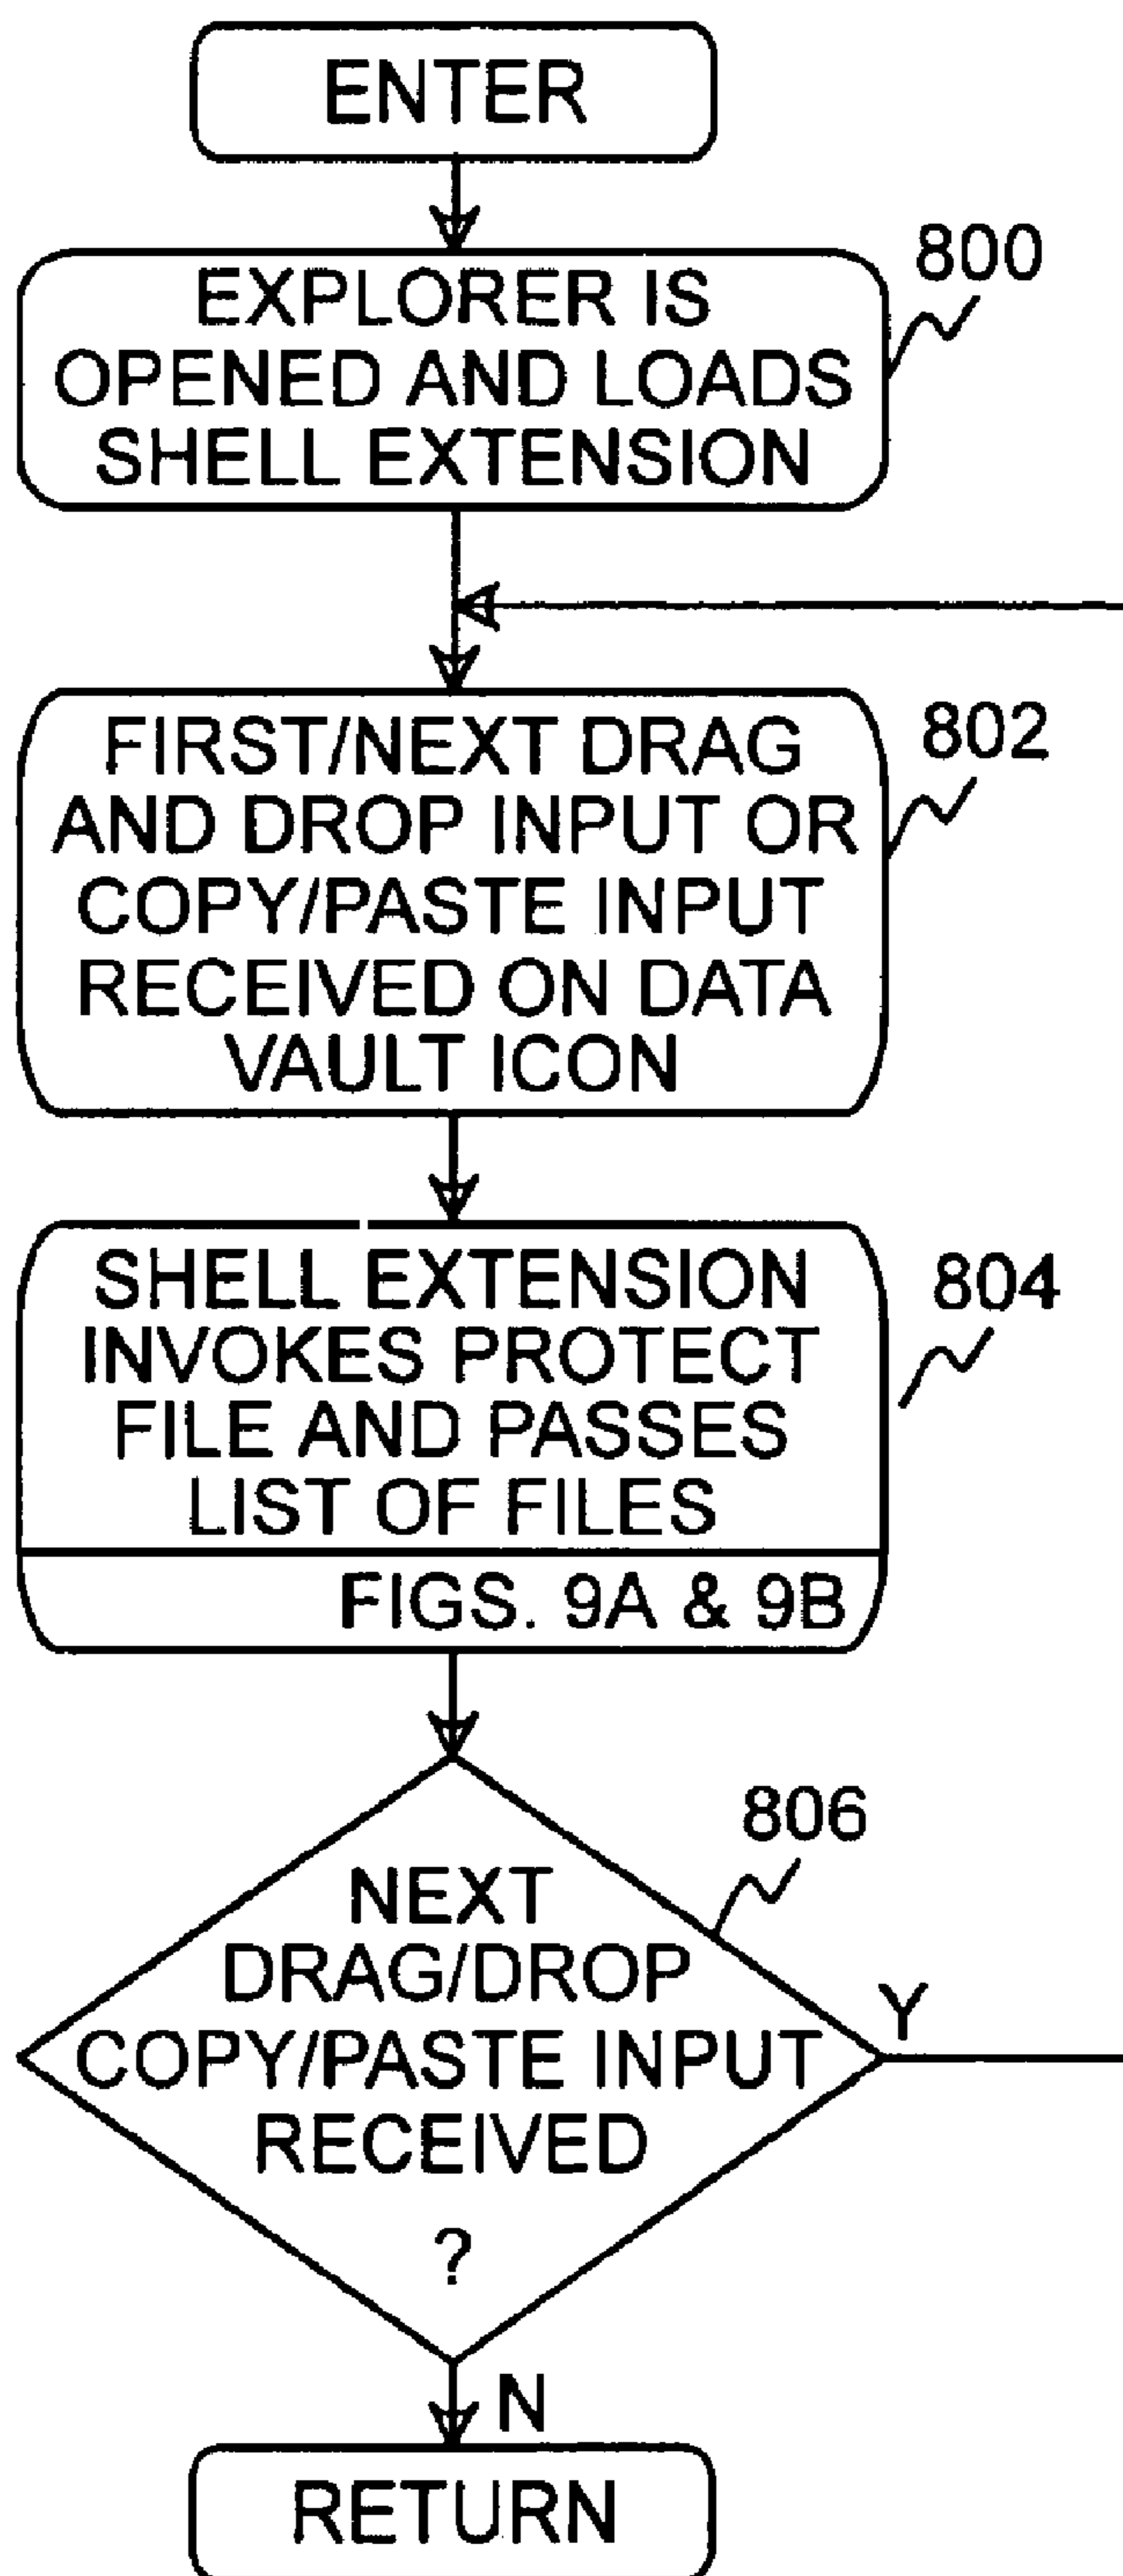 ENTER
800
EXPLORER IS
OPENED AND LOADS
SHELL EXTENSION
802
FIRST/NEXT DRAG
AND DROP INPUT OR
COPY/PASTE INPUT
RECEIVED ON DATA
VAULT ICON
804
SHELL EXTENSION
INVOKES PROTECT
FILE AND PASSES
LIST OF FILES
FIGS. 9A & 9B
806
NEXT
DRAG/DROP
COPY/PASTE INPUT
RECEIVED
?
Y
N
RETURN